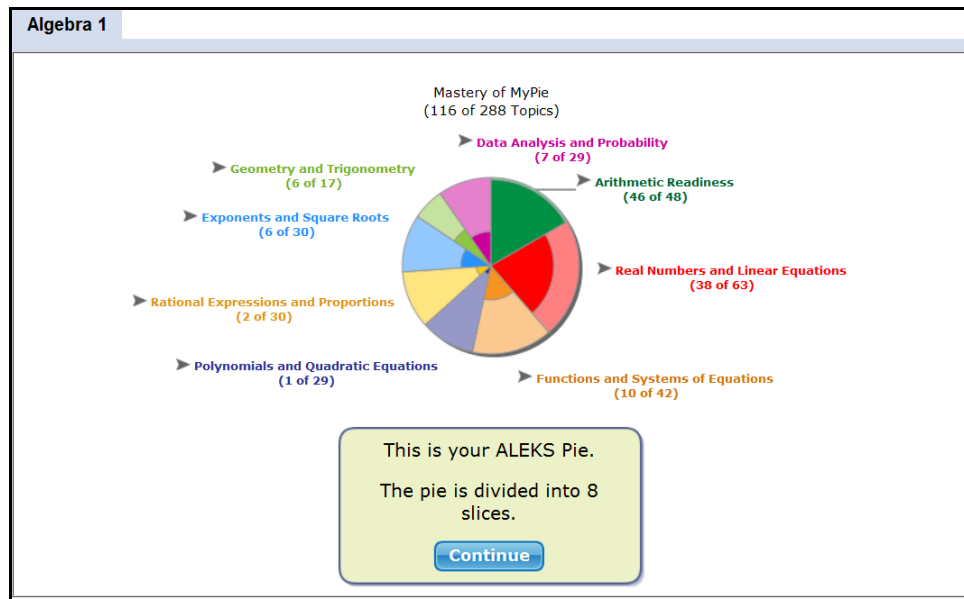 Algebra 1
Mastery of MyPie
(116 of 288 Topics)
Data Analysis and Probability
(7 of 29)
Geometry and Trigonometry
(6 of 17)
Arithmetic Readiness
(46 of 48)
Exponents and Square Roots
(6 of 30)
Real Numbers and Linear Equations
(38 of 63)
Rational Expressions and Proportions
(2 of 30)
Polynomials and Quadratic Equations
(1 of 29)
Functions and Systems of Equations
(10 of 42)
This is your ALEKS Pie.
The pie is divided into 8
slices.
Continue